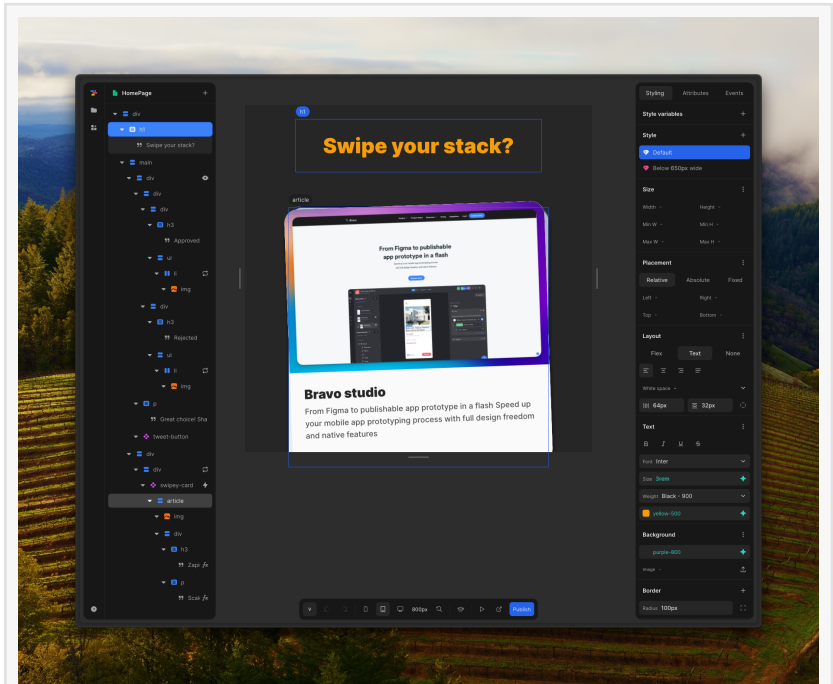 HomePage
div
h1
Swipe your stack?
main
div
div
div
h3
Approved
ul
li
img
div
h3
Rejected
ul
li
img
p
Great choice! Sha
tweet-button
div
div
swipey-card
article
img
div
h3
Zapi fx
p
Scal fx
h1
Swipe your stack?
article
From Figma to publishable
app prototype in a flash
Bravo studio
From Figma to publishable app prototype in a flash Speed up
your mobile app prototyping process with full design freedom
and native features
800px
Publish
Styling Attributes Events
Style variables
Style
Default
Below 650px wide
Size
Width - Height -
Min W - Min H -
Max W - Max H -
Placement
Relative Absolute Fixed
Left - Right -
Top - Bottom -
Layout
Flex Text None
White space -
64px 32px
Text
B I U S
Font Inter
Size 3rem
Weight Black - 900
yellow-500
Background
purple-800
Image -
Border
Radius 100px